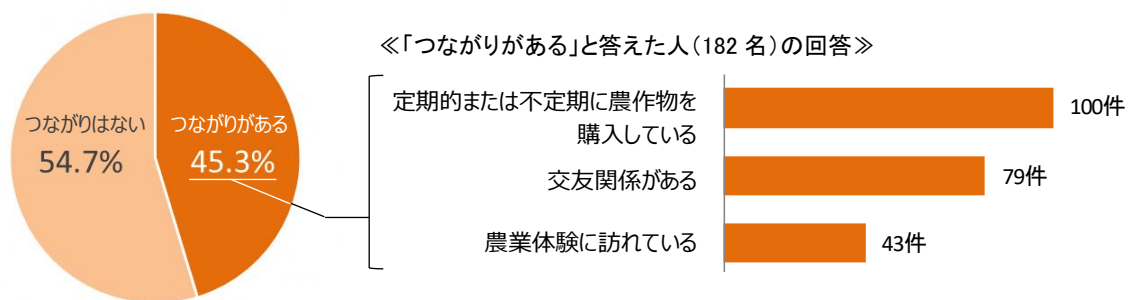 ≪「つながりがある」と答えた人(182 名)の回答≫
つながりはない
54.7%
つながりがある
45.3%
定期的または不定期に農作物を
購入している
100件
交友関係がある
79件
農業体験に訪れている
43件